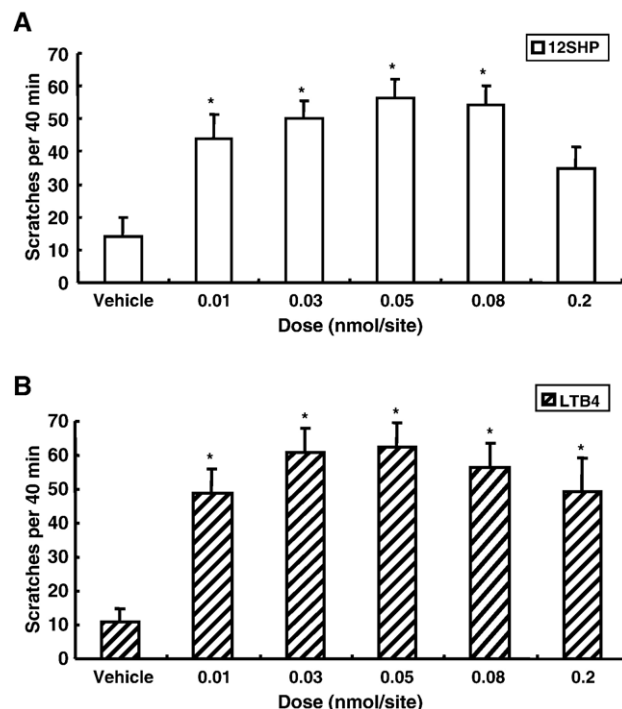 A
12SHP
Scratches per 40 min
70
60
50
40
30
20
10
0
* * * *
Vehicle 0.01 0.03 0.05 0.08 0.2
Dose (nmol/site)
B
LTB4
Scratches per 40 min
70
60
50
40
30
20
10
0
* * * * *
Vehicle 0.01 0.03 0.05 0.08 0.2
Dose (nmol/site)